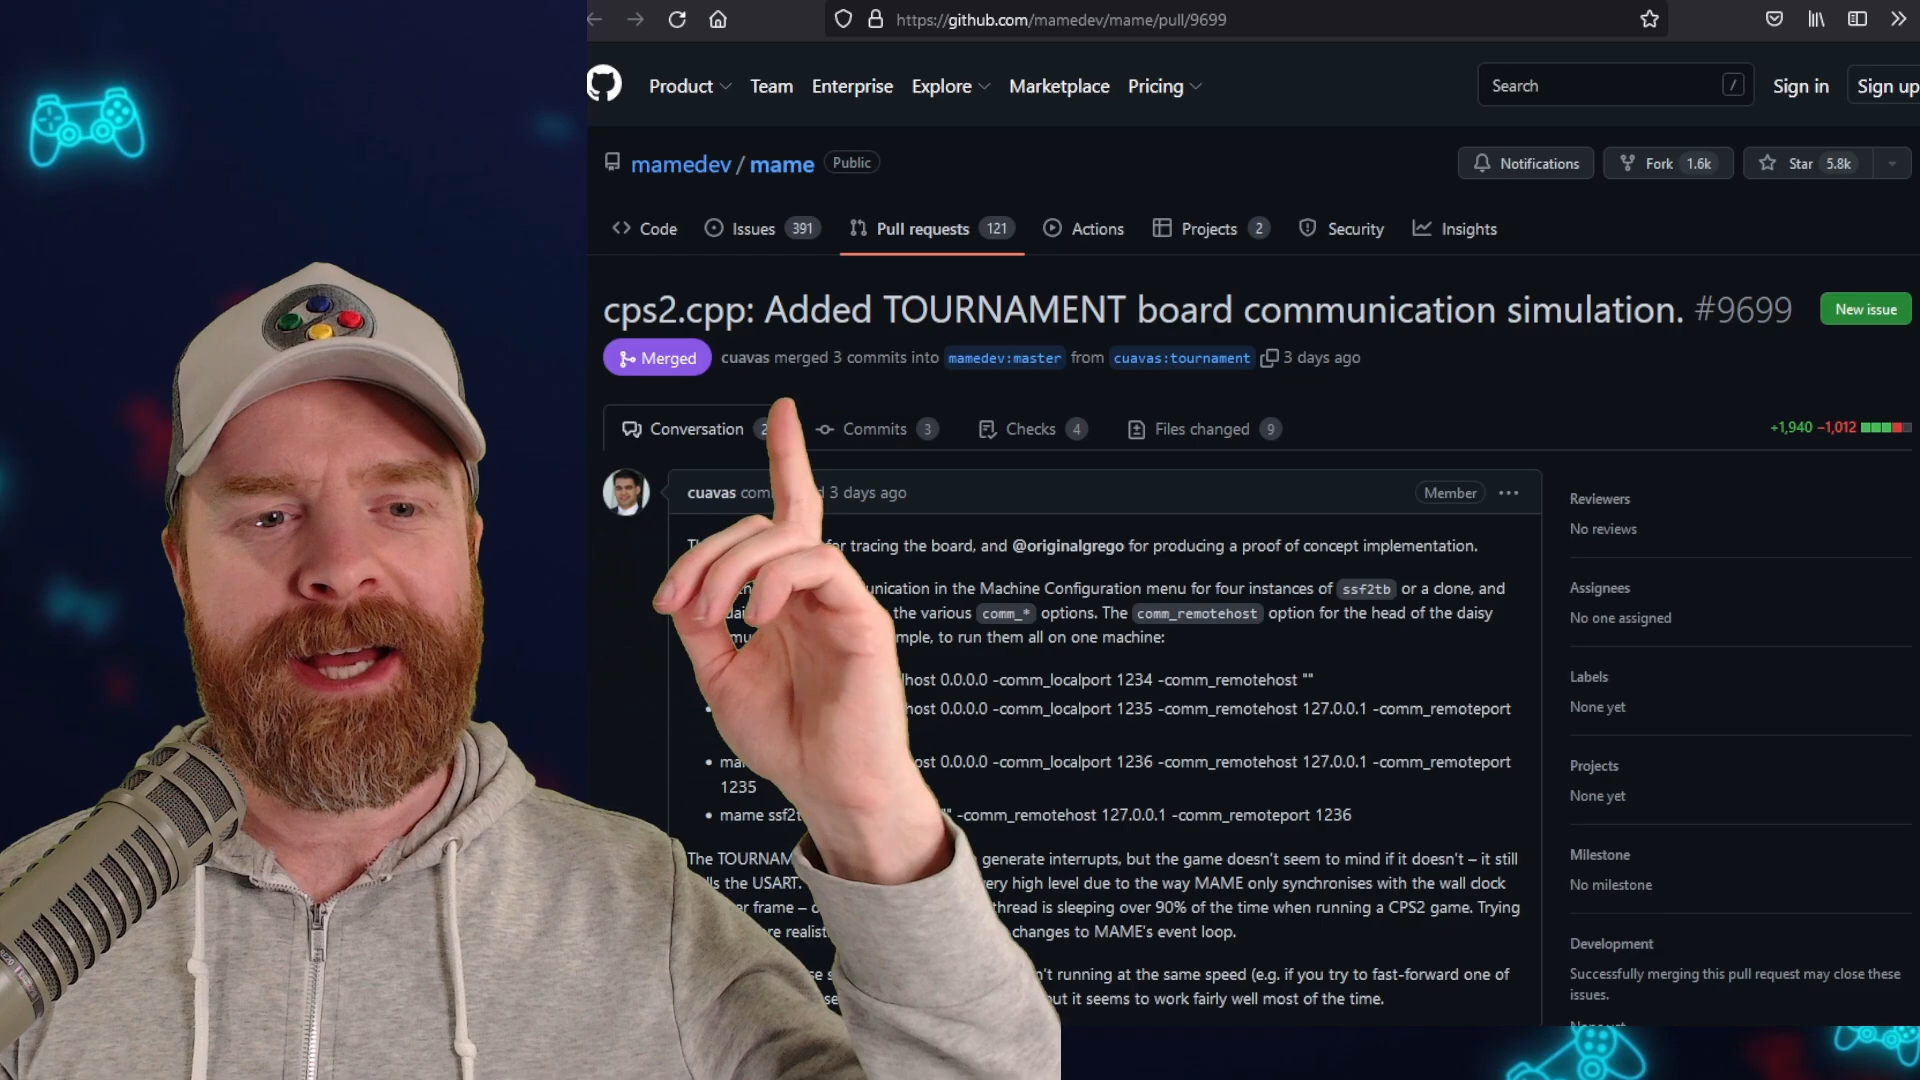 https://github.com/mamedev/mame/pull/9699
Product Team Enterprise Explore Marketplace Pricing Search / Sign in Sign up
mamedev / mame Public Notifications Fork 1.6k Star 5.8k
Code Issues 391 Pull requests 121 Actions Projects 2 Security Insights
cps2.cpp: Added TOURNAMENT board communication simulation. #9699 New issue
Merged cuavas merged 3 commits into mamedev:master from cuavas:tournament 3 days ago
Conversation Commits 3 Checks 4 Files changed 9 +1,940 −1,012
cuavas 3 days ago Member
for tracing the board, and @originalgrego for producing a proof of concept implementation.
in the Machine Configuration menu for four instances of ssf2tb or a clone, and
the various comm_* options. The comm_remotehost option for the head of the daisy
to run them all on one machine:
0.0.0.0 -comm_localport 1234 -comm_remotehost ""
0.0.0.0 -comm_localport 1235 -comm_remotehost 127.0.0.1 -comm_remoteport
0.0.0.0 -comm_localport 1236 -comm_remotehost 127.0.0.1 -comm_remoteport
1235
• mame -comm_remotehost 127.0.0.1 -comm_remoteport 1236
The generate interrupts, but the game doesn't seem to mind if it doesn't – it still
the USART. very high level due to the way MAME only synchronises with the wall clock
frame – thread is sleeping over 90% of the time when running a CPS2 game. Trying
changes to MAME's event loop.
running at the same speed (e.g. if you try to fast-forward one of
but it seems to work fairly well most of the time.
Reviewers
No reviews
Assignees
No one assigned
Labels
None yet
Projects
None yet
Milestone
No milestone
Development
Successfully merging this pull request may close these
issues.